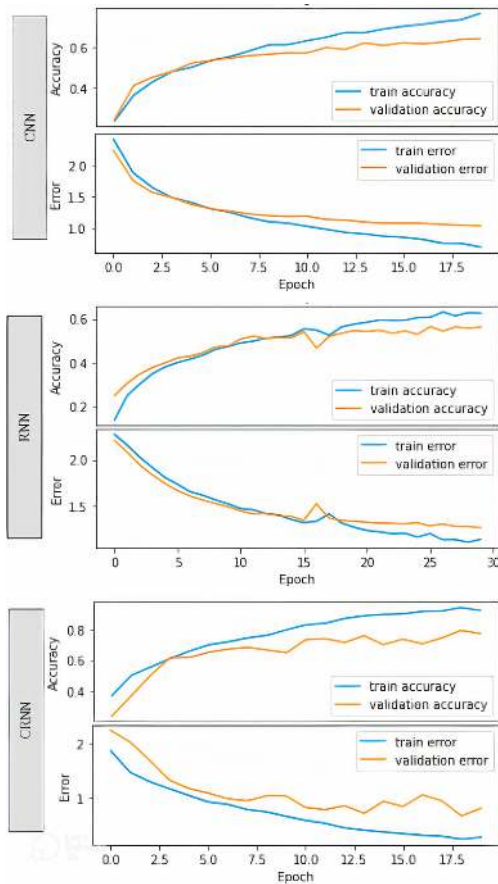 CNN
Accuracy
0.6
0.4
train accuracy
validation accuracy
Error
2.0
1.5
1.0
train error
validation error
0.0 2.5 5.0 7.5 10.0 12.5 15.0 17.5
Epoch
RNN
Accuracy
0.6
0.4
0.2
train accuracy
validation accuracy
Error
2.0
1.5
train error
validation error
0 5 10 15 20 25 30
Epoch
CRNN
Accuracy
0.8
0.6
0.4
train accuracy
validation accuracy
Error
2
1
train error
validation error
0.0 2.5 5.0 7.5 10.0 12.5 15.0 17.5
Epoch